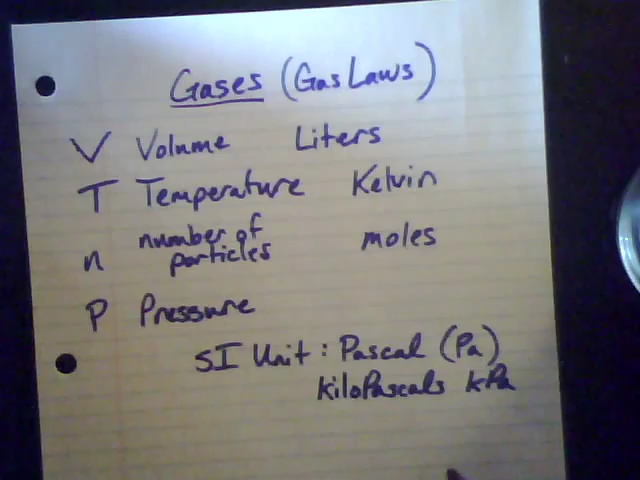 Gases (Gas Laws)
V Volume Liters
T Temperature Kelvin
n number of particles moles
P Pressure
SI Unit : Pascal (Pa)
kiloPascals kPa